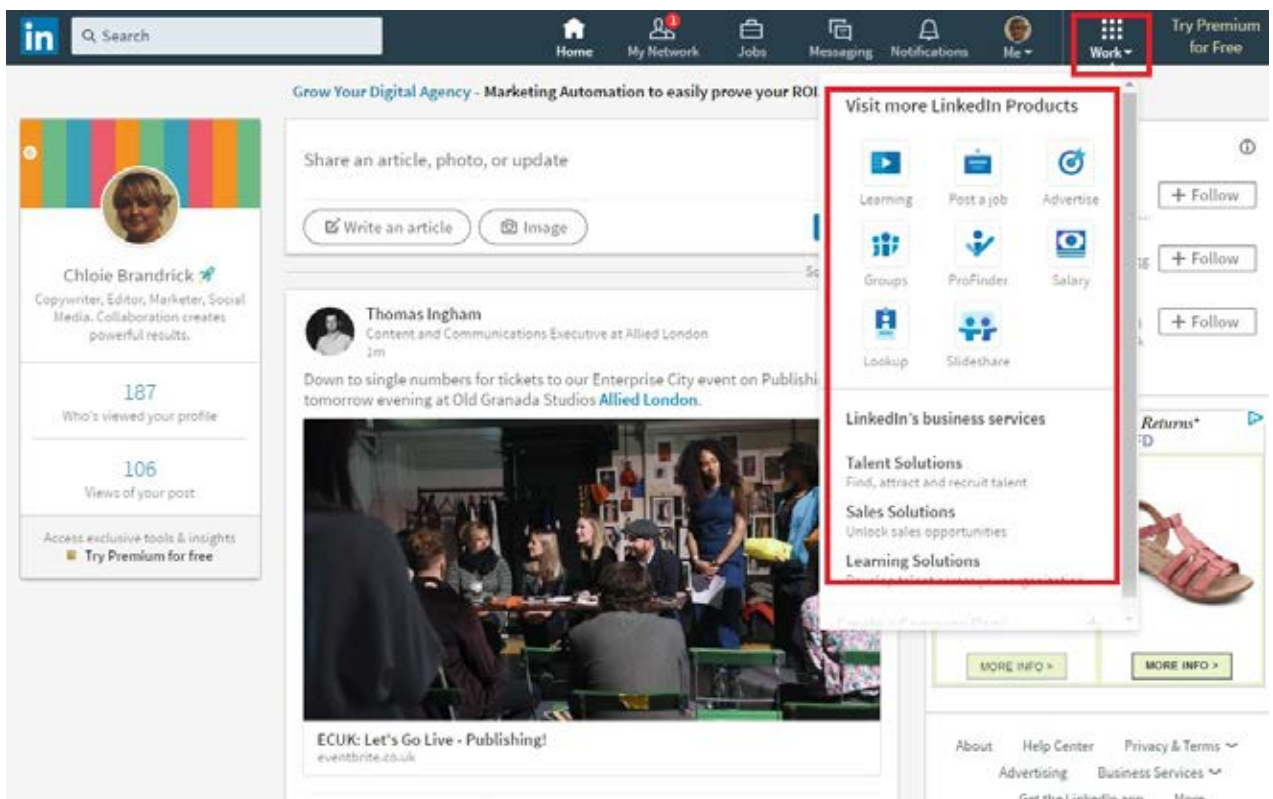 in
Search
Home
My Network
1
Jobs
Messaging
Notifications
Me
Work
Try Premium
for Free
Grow Your Digital Agency - Marketing Automation to easily prove your ROI
Chloie Brandrick
Copywriter, Editor, Marketer, Social
Media. Collaboration creates
powerful results.
187
Who's viewed your profile
106
Views of your post
Access exclusive tools & insights
Try Premium for free
Share an article, photo, or update
Write an article
Image
Thomas Ingham
Content and Communications Executive at Allied London
1m
Down to single numbers for tickets to our Enterprise City event on
tomorrow evening at Old Granada Studios Allied London.
ECUK: Let's Go Live - Publishing!
eventbrite.co.uk
Visit more LinkedIn Products
Learning
Post a job
Advertise
Groups
ProFinder
Salary
Lookup
Slideshare
LinkedIn's business services
Talent Solutions
Find, attract and recruit talent
Sales Solutions
Unlock sales opportunities
Learning Solutions
+ Follow
+ Follow
+ Follow
Returns*
MORE INFO >
MORE INFO >
About Help Center Privacy & Terms
Advertising Business Services
Get the LinkedIn app More